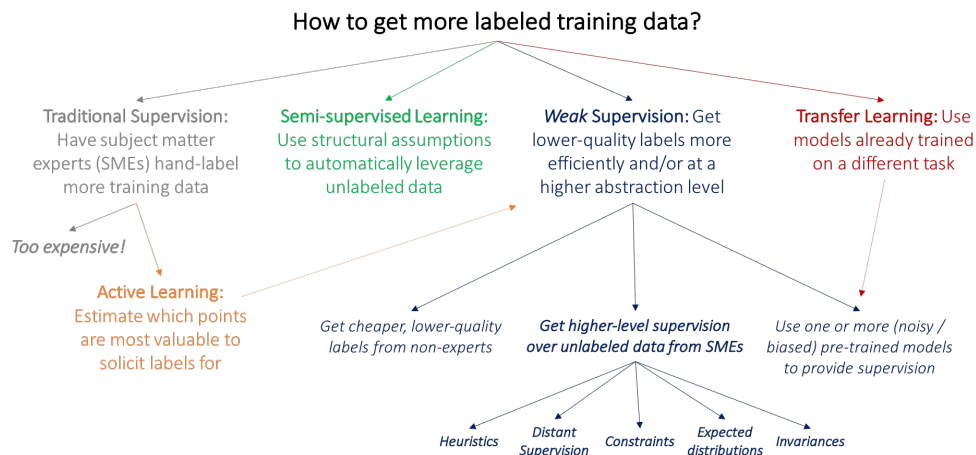 How to get more labeled training data?
Traditional Supervision:
Have subject matter
experts (SMEs) hand-label
more training data
Semi-supervised Learning:
Use structural assumptions
to automatically leverage
unlabeled data
Weak Supervision: Get
lower-quality labels more
efficiently and/or at a
higher abstraction level
Transfer Learning: Use
models already trained
on a different task
Too expensive!
Active Learning:
Estimate which points
are most valuable to
solicit labels for
Get cheaper, lower-quality
labels from non-experts
Get higher-level supervision
over unlabeled data from SMEs
Use one or more (noisy /
biased) pre-trained models
to provide supervision
Heuristics
Distant
Supervision
Constraints
Expected
distributions
Invariances